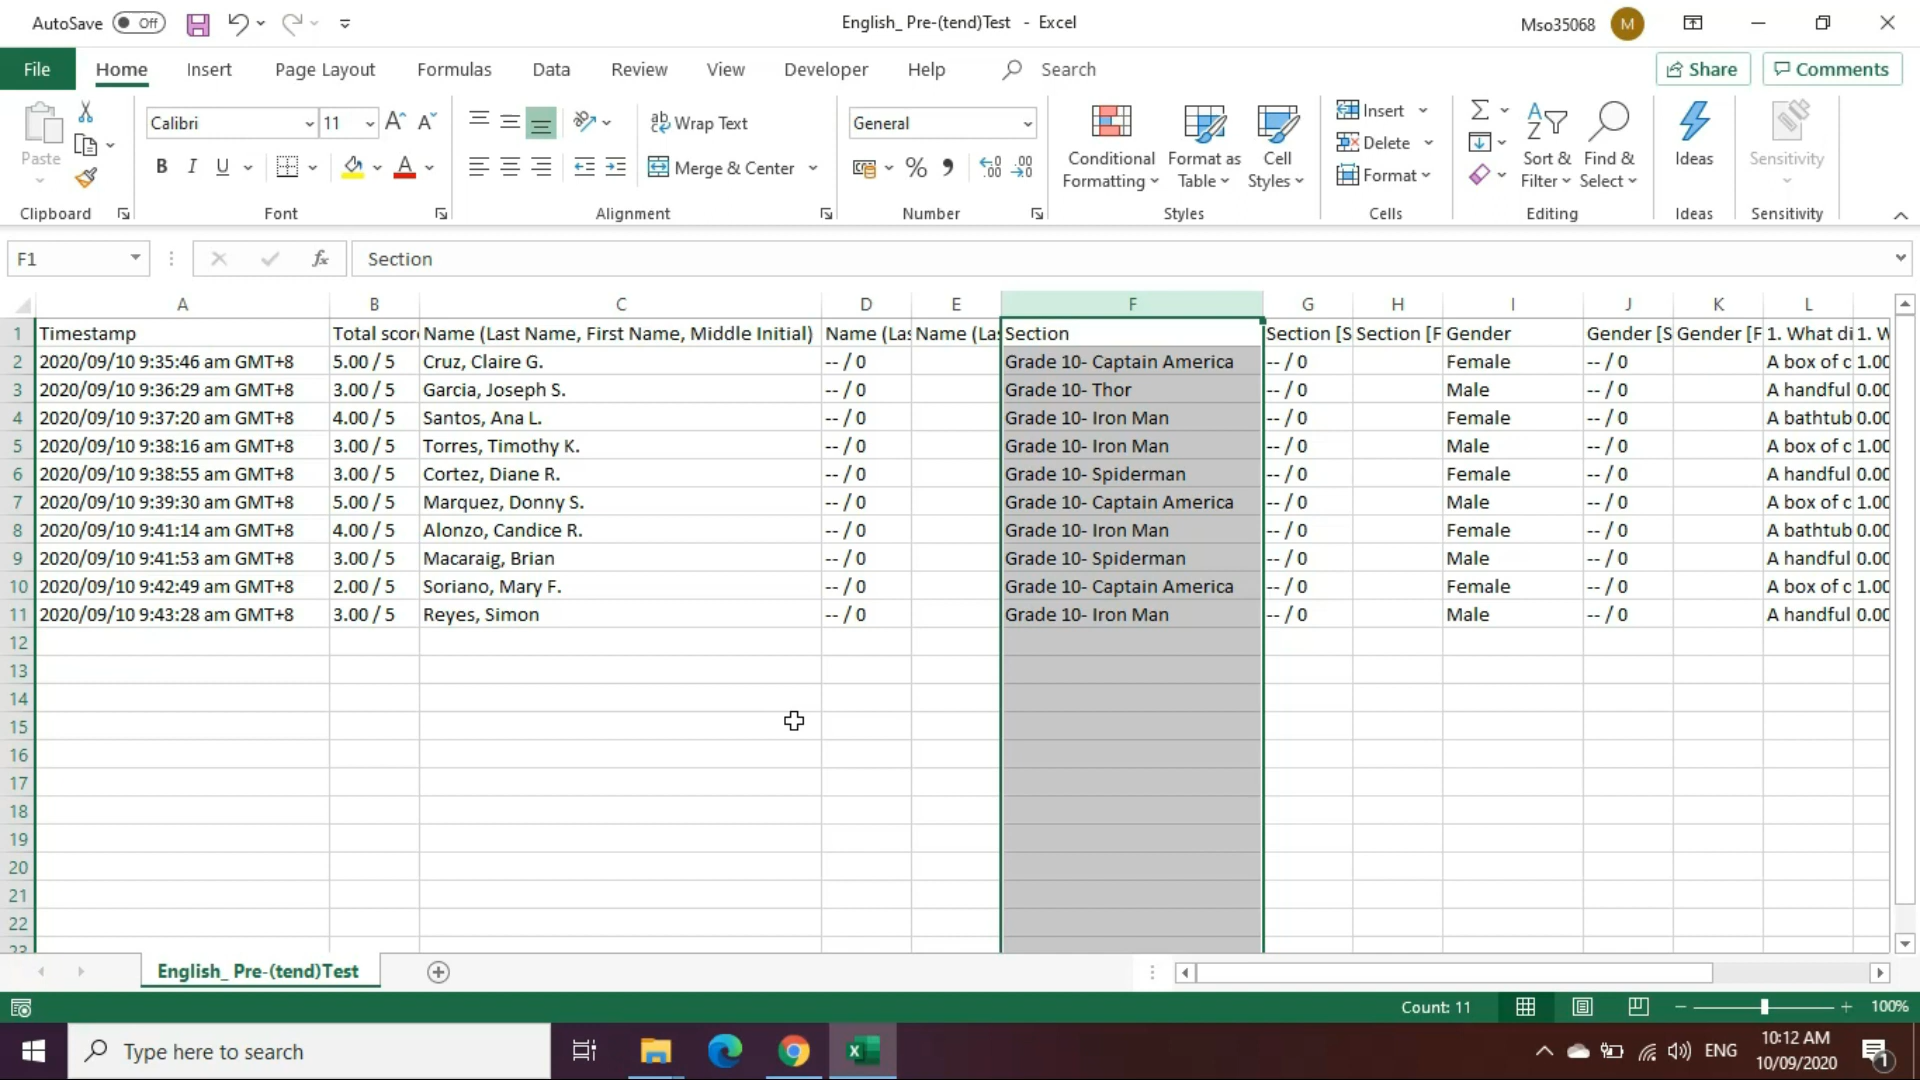 AutoSave Off English_ Pre-(tend)Test - Excel Mso35068 M
File Home Insert Page Layout Formulas Data Review View Developer Help Search Share Comments
Calibri 11 Wrap Text General Insert
Paste B I U Merge & Center % Conditional Formatting Format as Table Cell Styles Delete Format Sort & Filter Find & Select Ideas Sensitivity
Clipboard Font Alignment Number Styles Cells Editing Ideas Sensitivity
F1 fx Section
A B C D E F G H I J K L
1 Timestamp Total scor Name (Last Name, First Name, Middle Initial) Name (Las Name (Las Section Section [S Section [F Gender Gender [S Gender [F 1. What di 1. W
2 2020/09/10 9:35:46 am GMT+8 5.00 / 5 Cruz, Claire G. -- / 0 Grade 10- Captain America -- / 0 Female -- / 0 A box of c 1.00
3 2020/09/10 9:36:29 am GMT+8 3.00 / 5 Garcia, Joseph S. -- / 0 Grade 10- Thor -- / 0 Male -- / 0 A handful 0.00
4 2020/09/10 9:37:20 am GMT+8 4.00 / 5 Santos, Ana L. -- / 0 Grade 10- Iron Man -- / 0 Female -- / 0 A bathtub 0.00
5 2020/09/10 9:38:16 am GMT+8 3.00 / 5 Torres, Timothy K. -- / 0 Grade 10- Iron Man -- / 0 Male -- / 0 A box of c 1.00
6 2020/09/10 9:38:55 am GMT+8 3.00 / 5 Cortez, Diane R. -- / 0 Grade 10- Spiderman -- / 0 Female -- / 0 A handful 0.00
7 2020/09/10 9:39:30 am GMT+8 5.00 / 5 Marquez, Donny S. -- / 0 Grade 10- Captain America -- / 0 Male -- / 0 A box of c 1.00
8 2020/09/10 9:41:14 am GMT+8 4.00 / 5 Alonzo, Candice R. -- / 0 Grade 10- Iron Man -- / 0 Female -- / 0 A bathtub 0.00
9 2020/09/10 9:41:53 am GMT+8 3.00 / 5 Macaraig, Brian -- / 0 Grade 10- Spiderman -- / 0 Male -- / 0 A handful 0.00
10 2020/09/10 9:42:49 am GMT+8 2.00 / 5 Soriano, Mary F. -- / 0 Grade 10- Captain America -- / 0 Female -- / 0 A box of c 1.00
11 2020/09/10 9:43:28 am GMT+8 3.00 / 5 Reyes, Simon -- / 0 Grade 10- Iron Man -- / 0 Male -- / 0 A handful 0.00
12
13
14
15
16
17
18
19
20
21
22
23
English_ Pre-(tend)Test
Count: 11 100%
Type here to search ENG 10:12 AM
10/09/2020 1